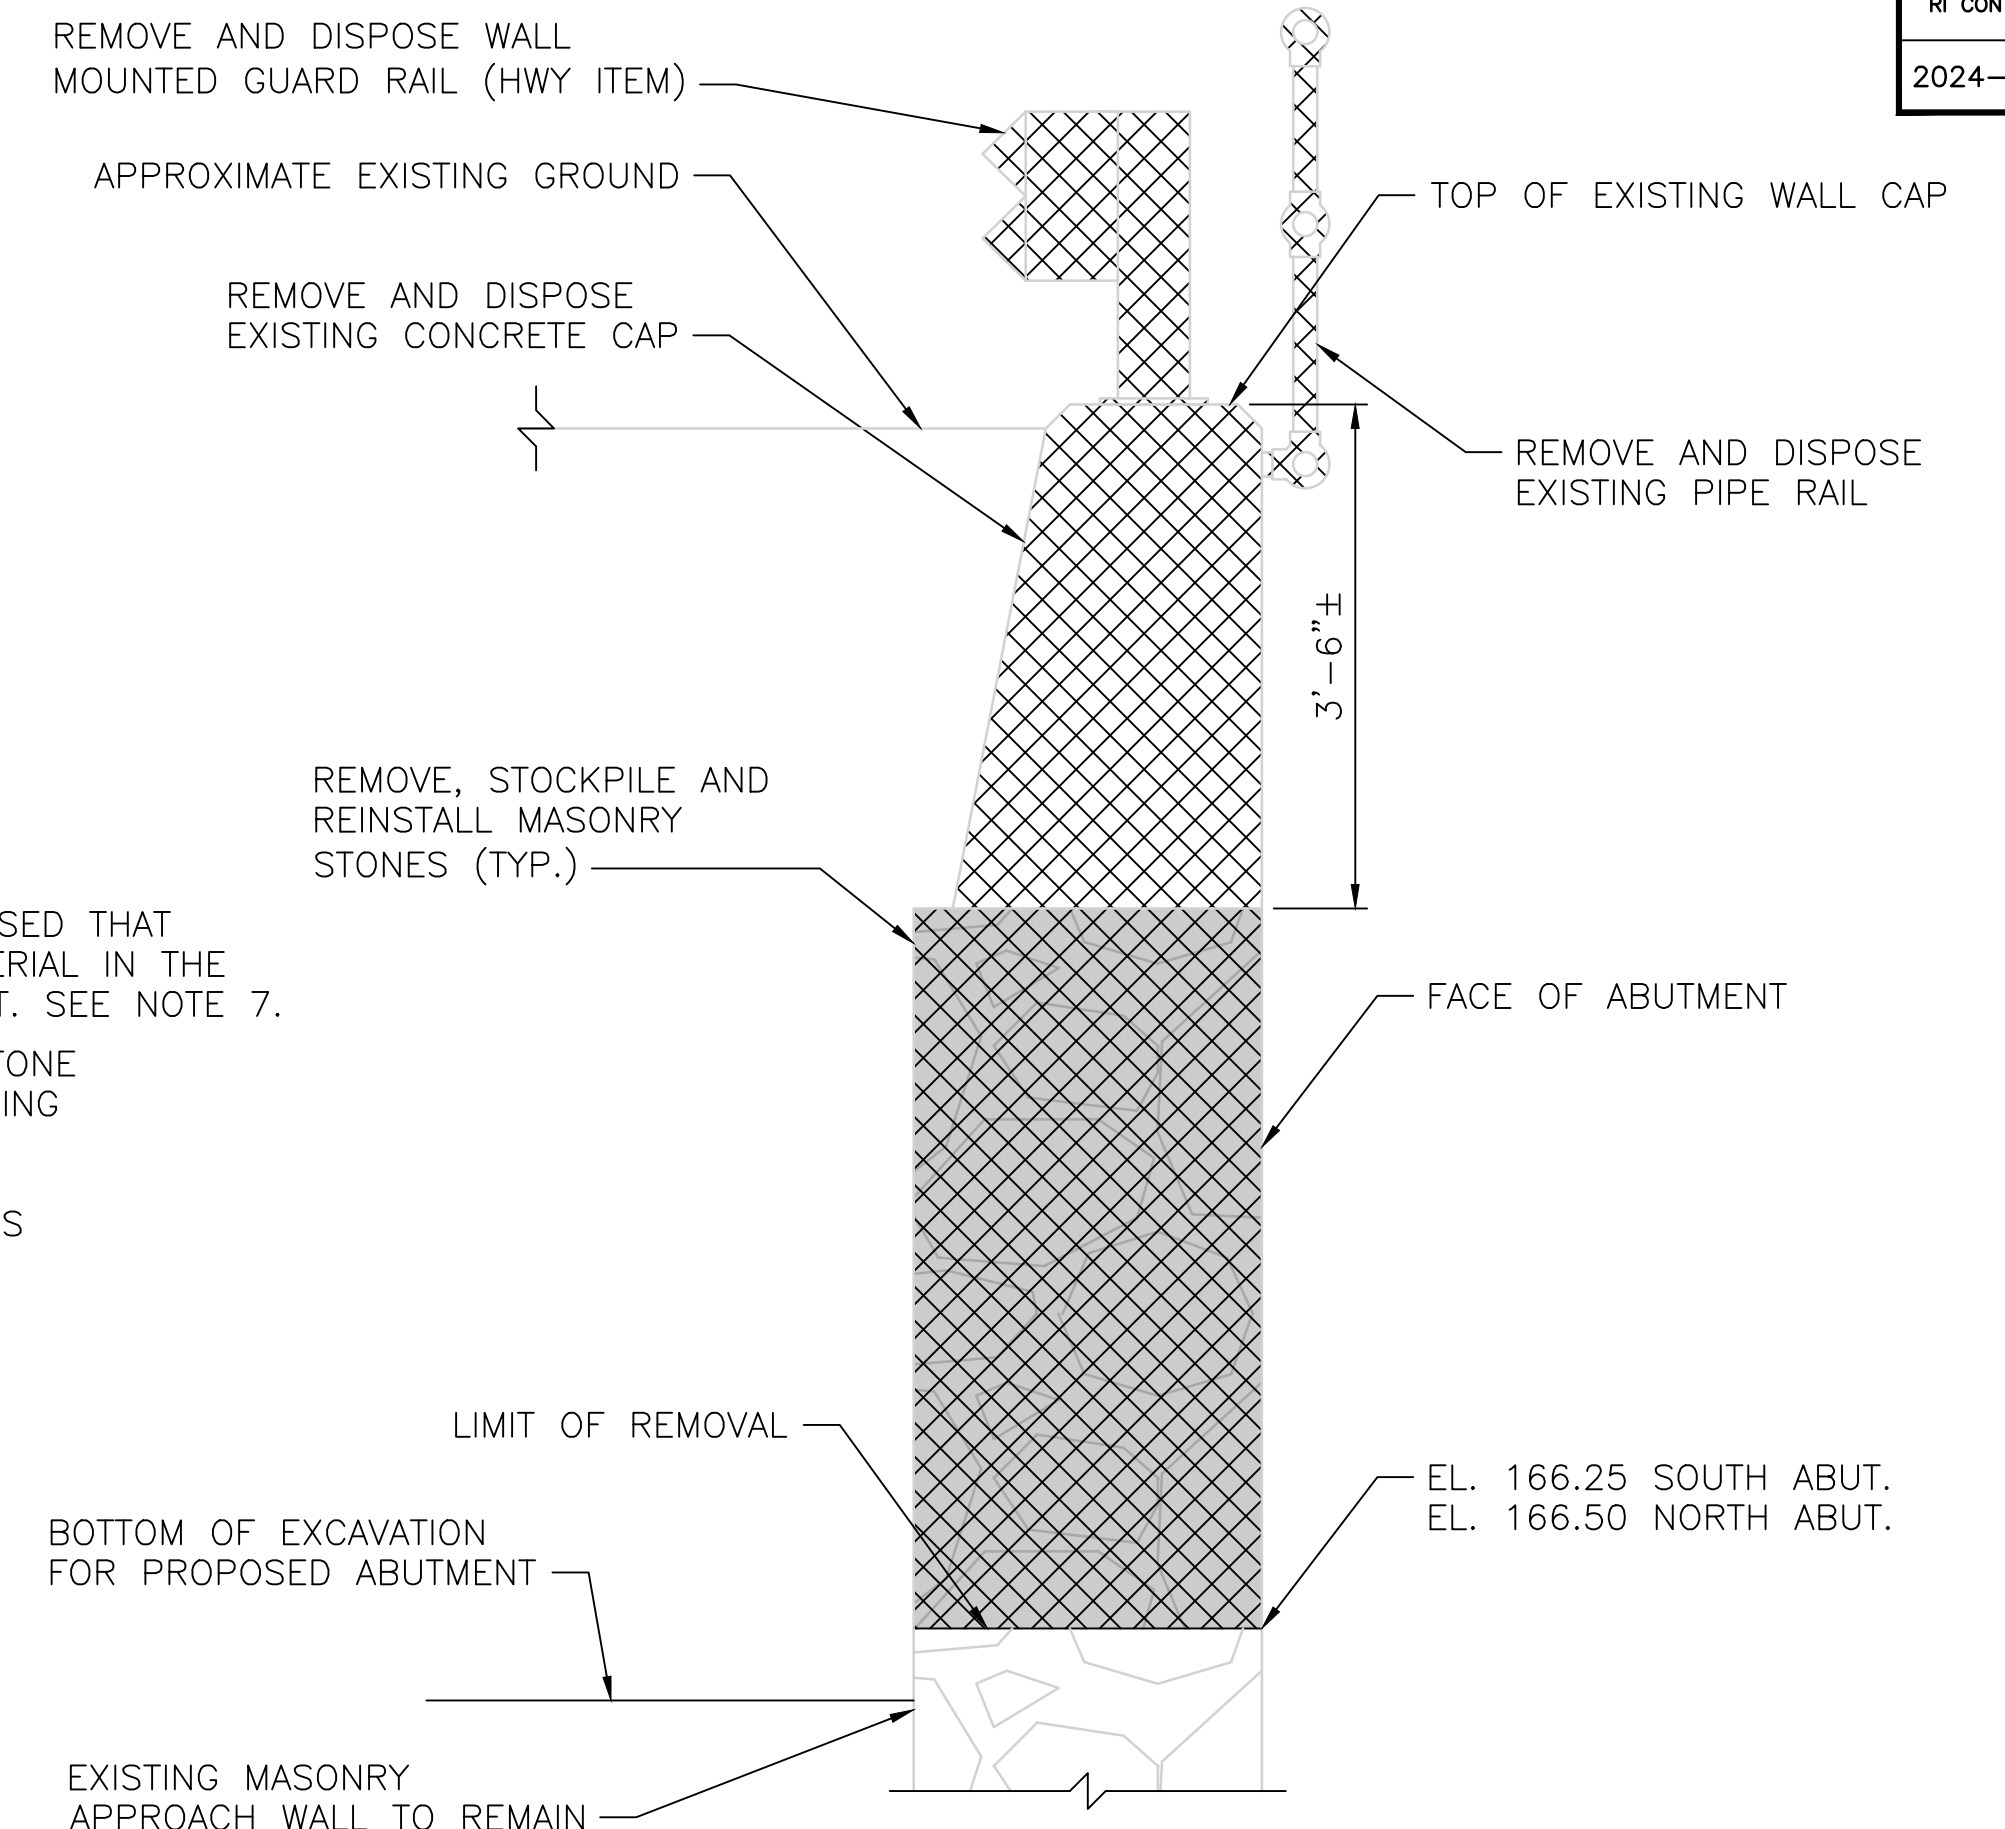 RI CON
2024-
REMOVE AND DISPOSE WALL
MOUNTED GUARD RAIL (HWY ITEM)
APPROXIMATE EXISTING GROUND
TOP OF EXISTING WALL CAP
REMOVE AND DISPOSE
EXISTING CONCRETE CAP
REMOVE AND DISPOSE
EXISTING PIPE RAIL
3'-6"±
REMOVE, STOCKPILE AND
REINSTALL MASONRY
STONES (TYP.)
SED THAT
ERIAL IN THE
T. SEE NOTE 7.
TONE
ING
S
FACE OF ABUTMENT
LIMIT OF REMOVAL
EL. 166.25 SOUTH ABUT.
EL. 166.50 NORTH ABUT.
BOTTOM OF EXCAVATION
FOR PROPOSED ABUTMENT
EXISTING MASONRY
APPROACH WALL TO REMAIN